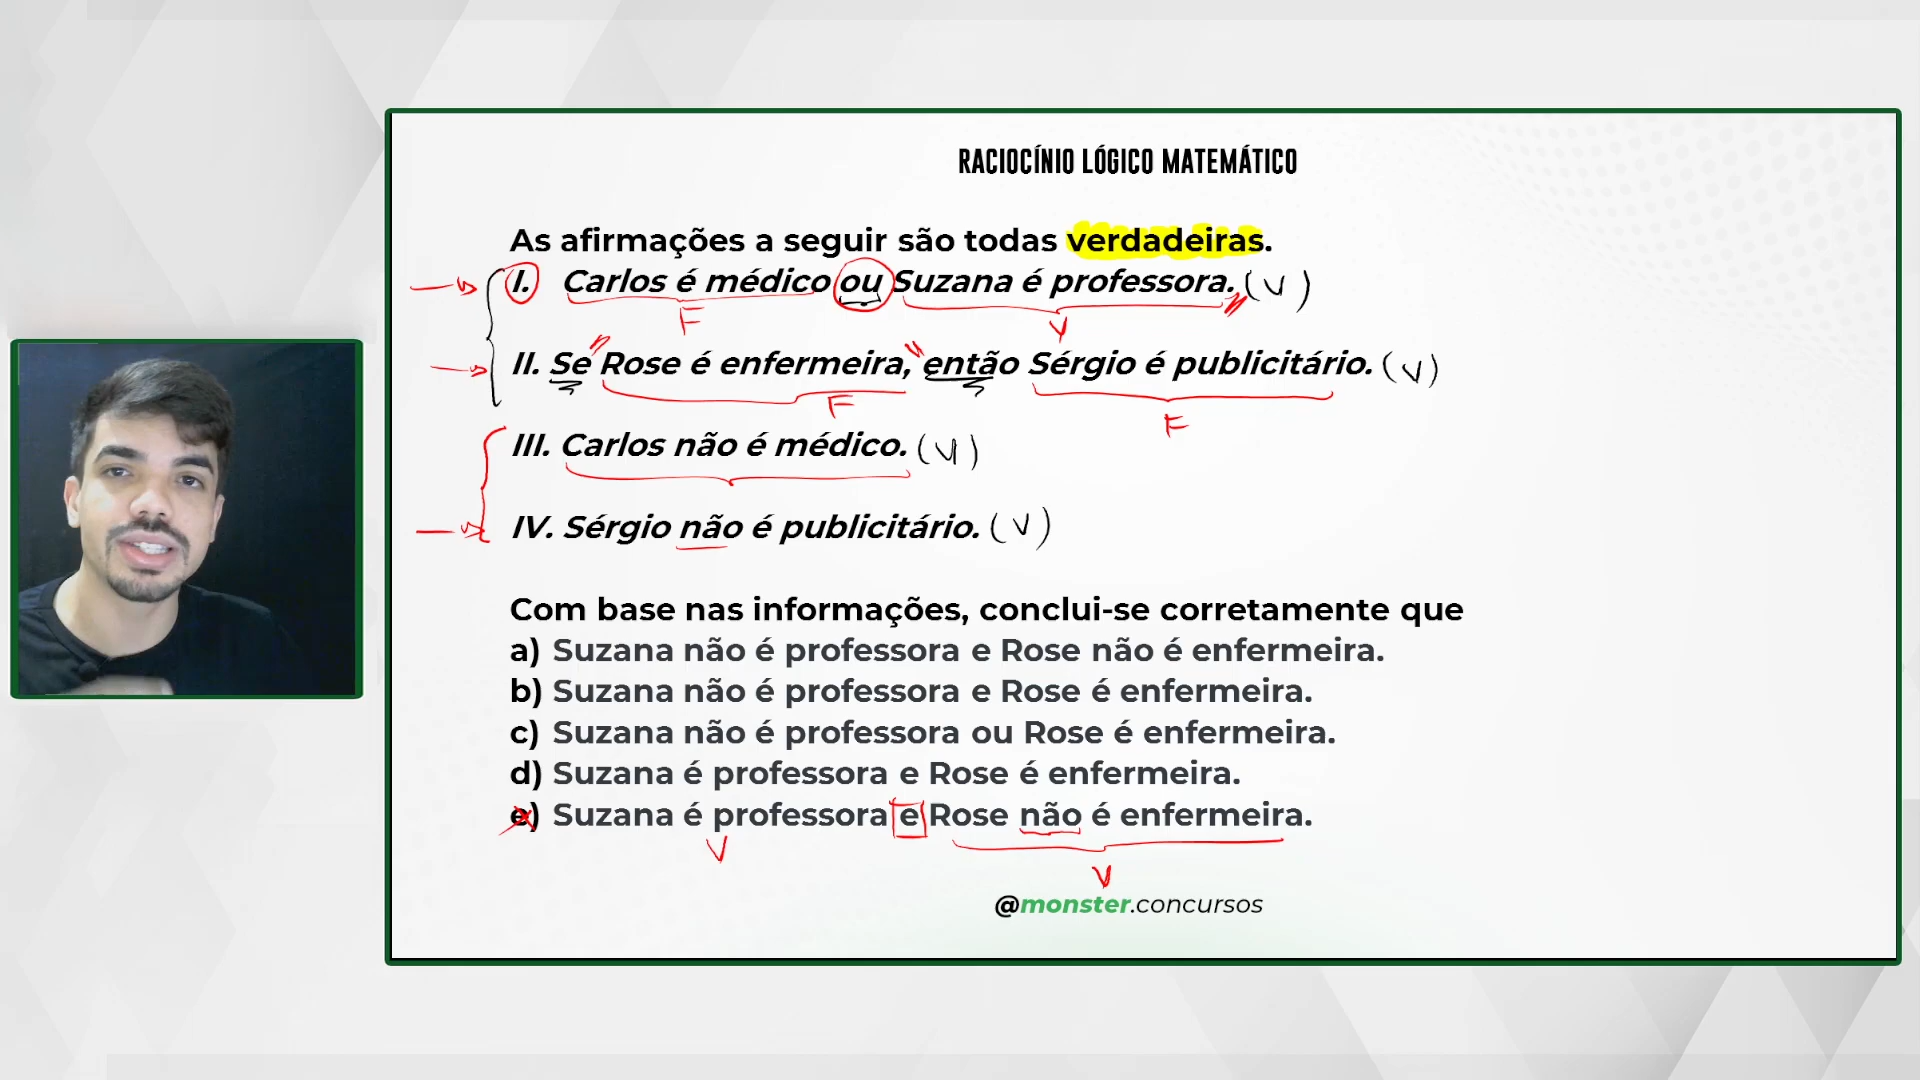 RACIOCÍNIO LÓGICO MATEMÁTICO
As afirmações a seguir são todas verdadeiras.
I. Carlos é médico ou Suzana é professora. (V)
F V
II. Se Rose é enfermeira, então Sérgio é publicitário. (V)
F F
III. Carlos não é médico. (V)
IV. Sérgio não é publicitário. (V)
Com base nas informações, conclui-se corretamente que
a) Suzana não é professora e Rose não é enfermeira.
b) Suzana não é professora e Rose é enfermeira.
c) Suzana não é professora ou Rose é enfermeira.
d) Suzana é professora e Rose é enfermeira.
e) Suzana é professora e Rose não é enfermeira.
V V
@monster.concursos